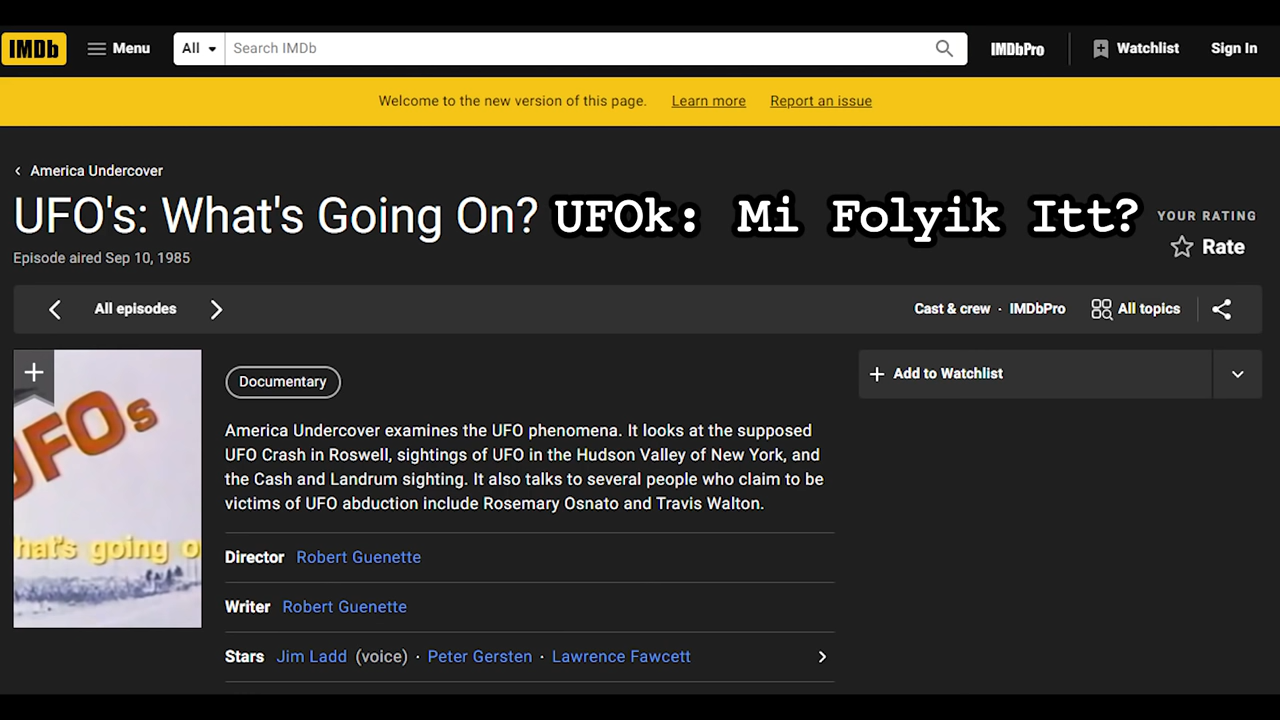 IMDb Menu All Search IMDb IMDbPro Watchlist Sign In
Welcome to the new version of this page. Learn more Report an issue
America Undercover
UFO's: What's Going On? UFOk: Mi Folyik Itt?
YOUR RATING
Rate
Episode aired Sep 10, 1985
All episodes Cast & crew · IMDbPro All topics
UFOs
hat's going o
Documentary
Add to Watchlist
America Undercover examines the UFO phenomena. It looks at the supposed
UFO Crash in Roswell, sightings of UFO in the Hudson Valley of New York, and
the Cash and Landrum sighting. It also talks to several people who claim to be
victims of UFO abduction include Rosemary Osnato and Travis Walton.
Director Robert Guenette
Writer Robert Guenette
Stars Jim Ladd (voice) · Peter Gersten · Lawrence Fawcett